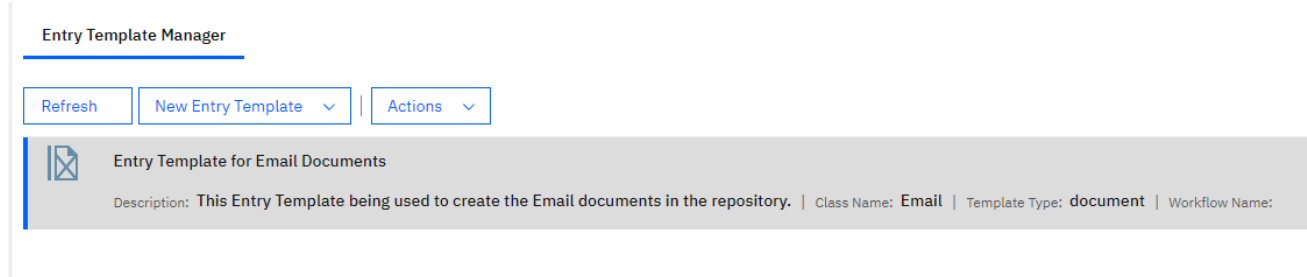 Entry Template Manager
Refresh New Entry Template | Actions
Entry Template for Email Documents
Description: This Entry Template being used to create the Email documents in the repository. | Class Name: Email | Template Type: document | Workflow Name: